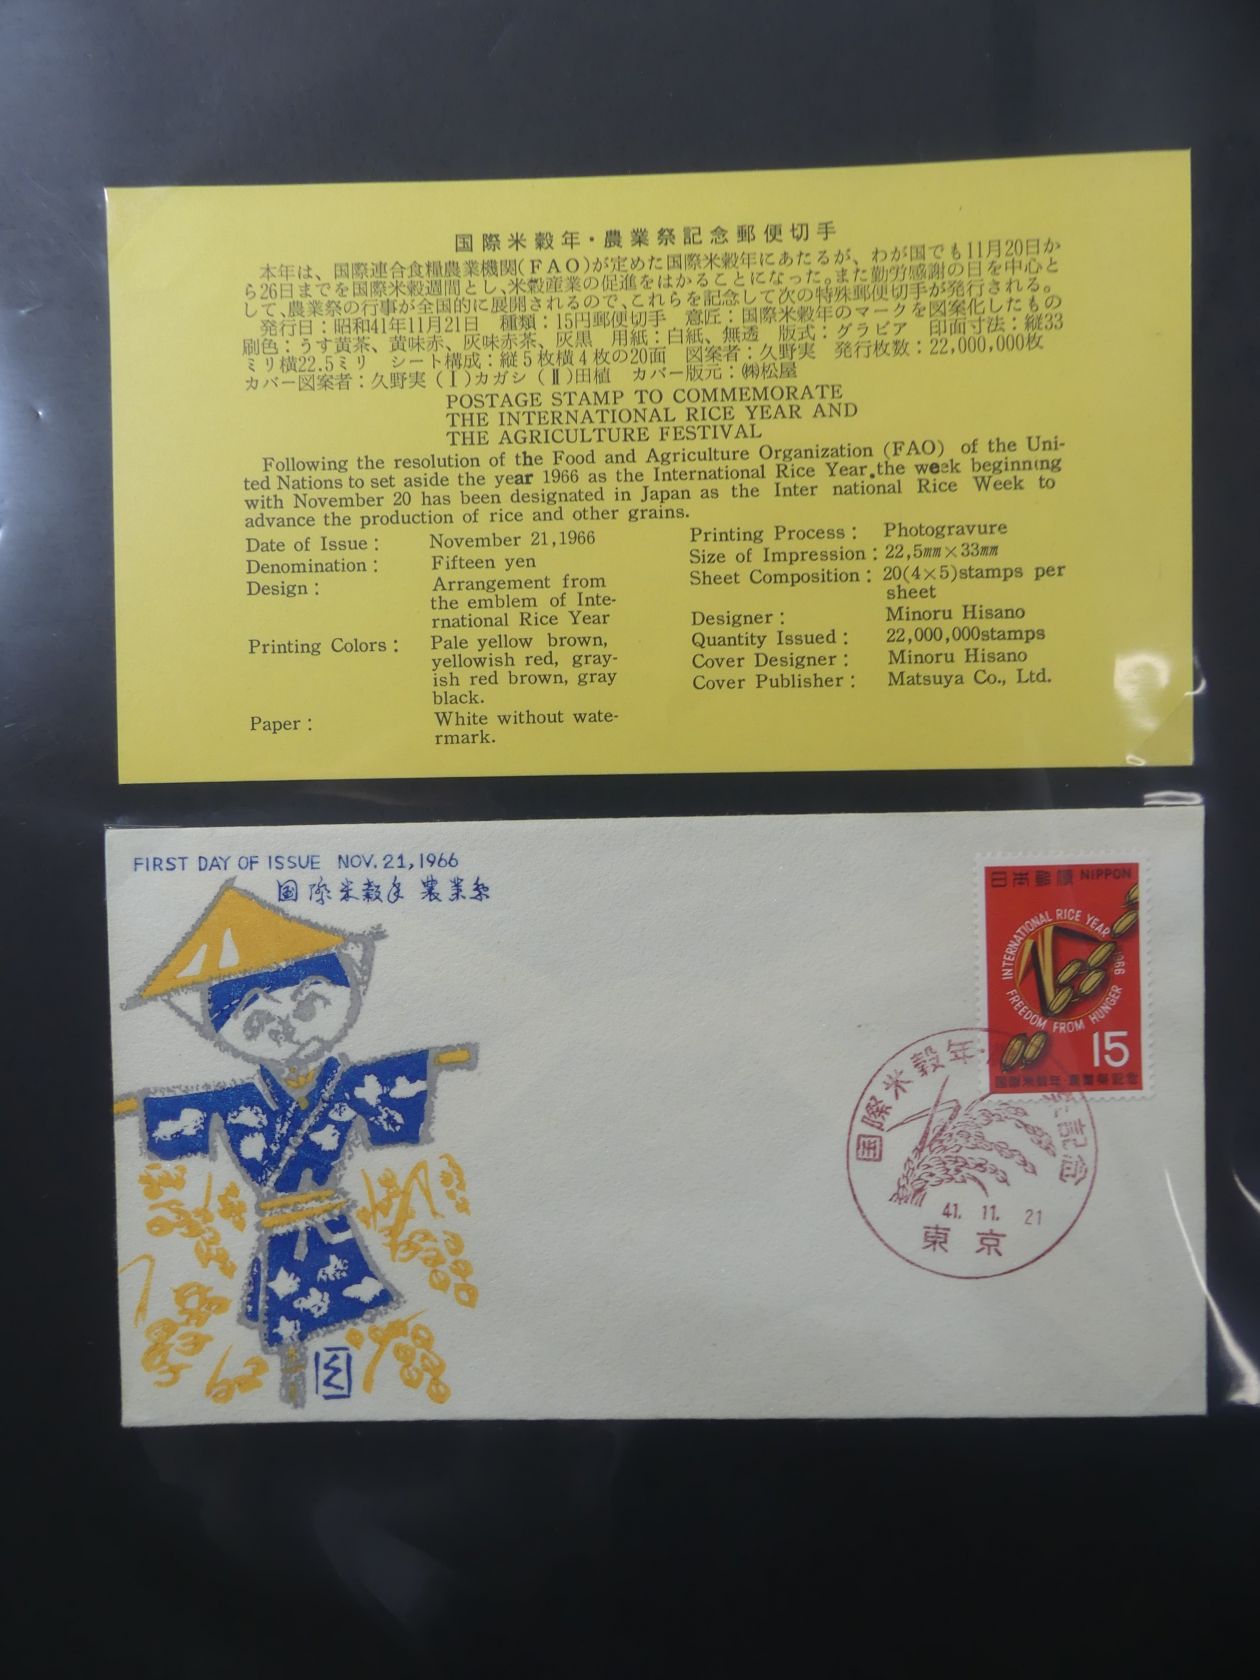 国際米穀年・農業祭記念郵便切手
本年は、国際連合食糧農業機関(FAO)が定めた国際米穀年にあたるが、わが国でも11月20日か
ら26日までを国際米穀週間とし、米穀産業の促進をはかることになった。また勤労感謝の日を中心と
して、農業祭の行事が全国的に展開されるので、これらを記念して次の特殊郵便切手が発行される。
発行日：昭和41年11月21日 種類：15円郵便切手 意匠：国際米穀年のマークを図案化したもの
刷色：うす黄茶、黄味赤、灰味赤茶、灰黒 用紙：白紙、無透 版式：グラビア 印面寸法：縦33
ミリ横22.5ミリ シート構成：縦5枚横4枚の20面 図案者：久野実 発行枚数：22,000,000枚
カバー図案者：久野実 (Ⅰ)カガシ (Ⅱ)田植 カバー版元：㈱松屋
POSTAGE STAMP TO COMMEMORATE
THE INTERNATIONAL RICE YEAR AND
THE AGRICULTURE FESTIVAL
Following the resolution of the Food and Agriculture Organization (FAO) of the Uni-
ted Nations to set aside the year 1966 as the International Rice Year.the week beginning
with November 20 has been designated in Japan as the Inter national Rice Week to
advance the production of rice and other grains.
Date of Issue : November 21,1966
Denomination : Fifteen yen
Design : Arrangement from
the emblem of Inte-
rnational Rice Year
Printing Colors : Pale yellow brown,
yellowish red, gray-
ish red brown, gray
black.
Paper : White without wate-
rmark.
Printing Process : Photogravure
Size of Impression : 22,5㎜×33㎜
Sheet Composition : 20(4×5)stamps per
sheet
Designer : Minoru Hisano
Quantity Issued : 22,000,000stamps
Cover Designer : Minoru Hisano
Cover Publisher : Matsuya Co., Ltd.
FIRST DAY OF ISSUE NOV. 21, 1966
国際米穀年 農業祭
日本郵便 NIPPON
INTERNATIONAL RICE YEAR 1966
FREEDOM FROM HUNGER
15
国際米穀年・農業祭記念
国際米穀年・記念
41. 11. 21
東京